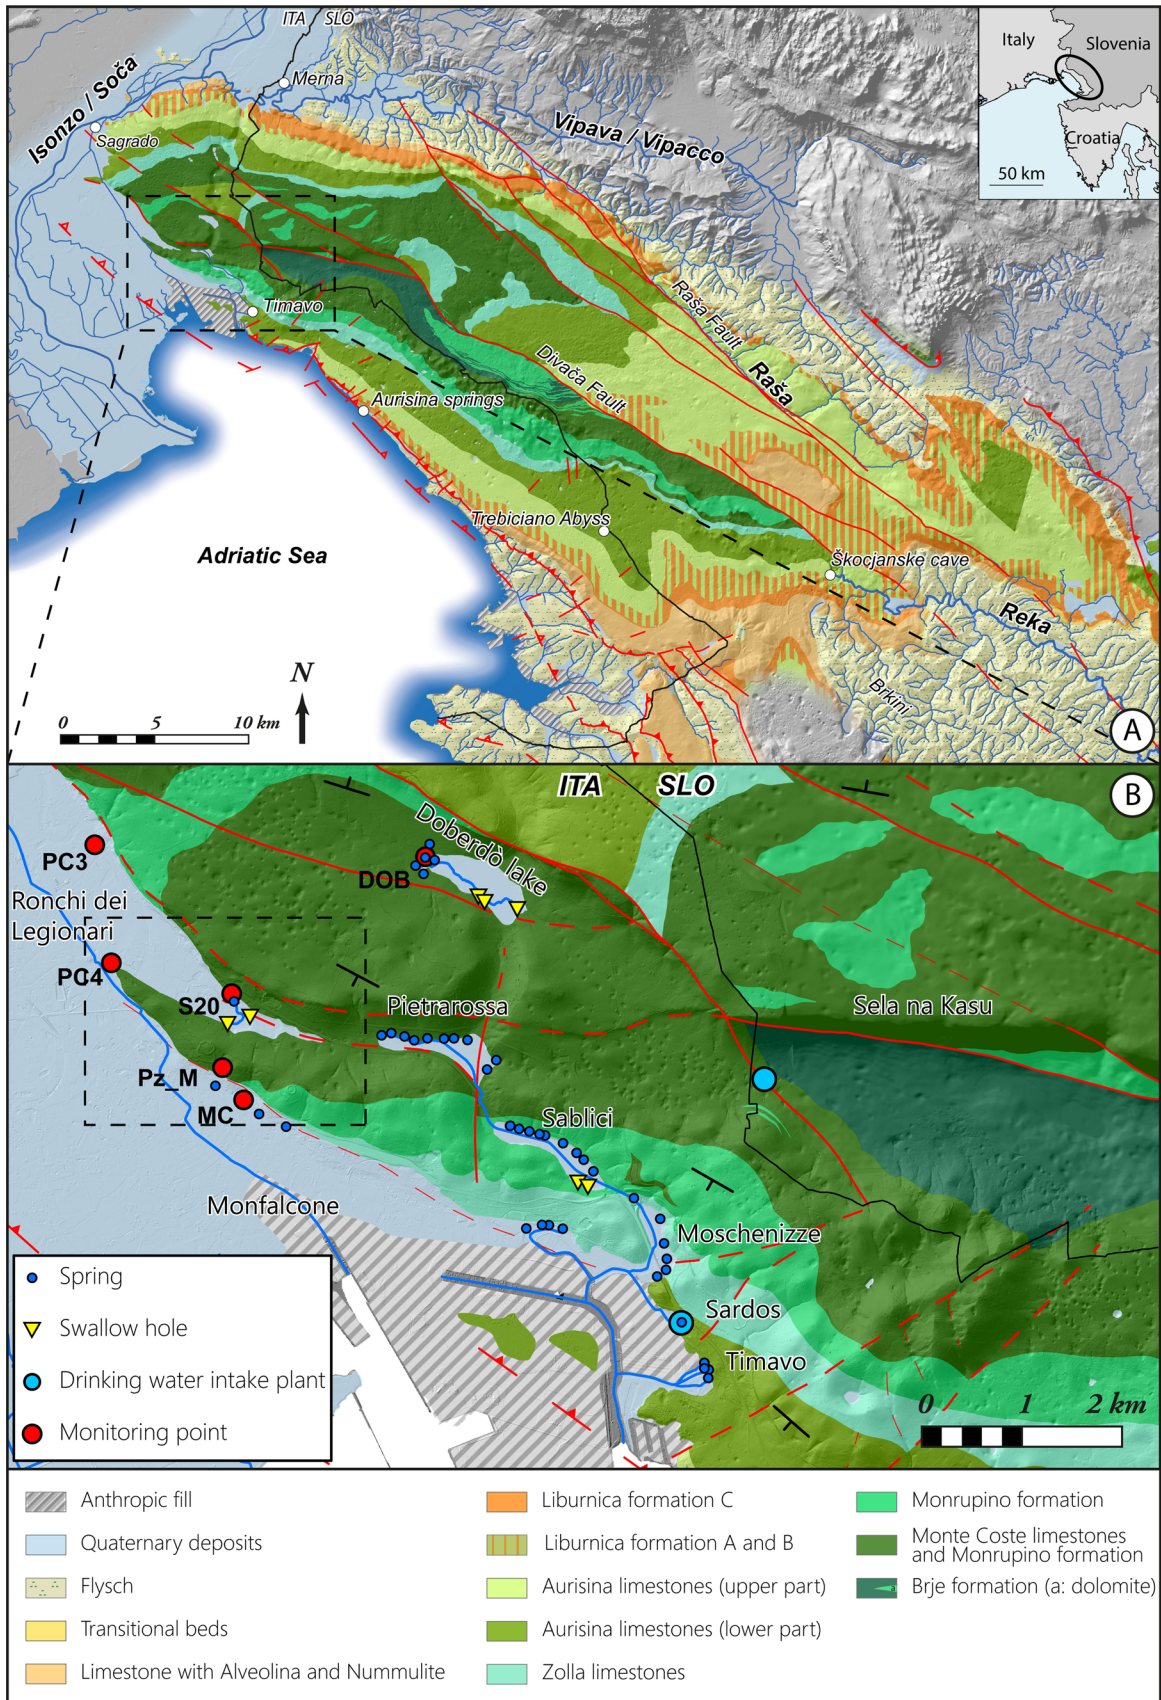 ITA SLO
Merna
Isonzo / Soča
Sagrado
Vipava / Vipacco
Italy
Slovenia
Croatia
50 km
Timavo
Raša Fault
Raša
Divača Fault
Aurisina springs
Trebiciano Abyss
Škocjanske cave
Adriatic Sea
Reka
Brkini
N
0 5 10 km
A
ITA SLO
B
PC3
Doberdò lake
DOB
Ronchi dei
Legionari
PC4
S20
Pietrarossa
Sela na Kasu
Pz_M
MC
Sablici
Monfalcone
Moschenizze
Sardos
Timavo
0 1 2 km
Spring
Swallow hole
Drinking water intake plant
Monitoring point
Anthropic fill
Quaternary deposits
Flysch
Transitional beds
Limestone with Alveolina and Nummulite
Liburnica formation C
Liburnica formation A and B
Aurisina limestones (upper part)
Aurisina limestones (lower part)
Zolla limestones
Monrupino formation
Monte Coste limestones
and Monrupino formation
a
Brje formation (a: dolomite)